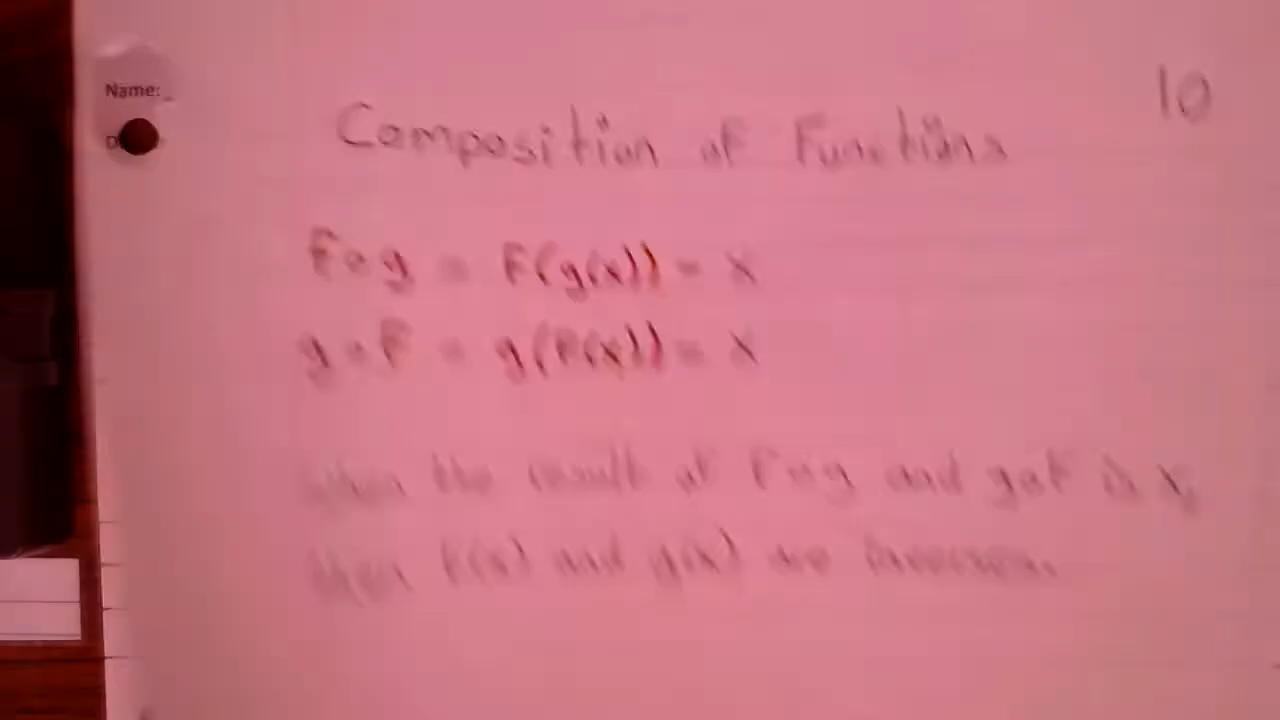 Name:
10
Composition of Functions
F∘g = F(g(x)) = x
g∘F = g(F(x)) = x
When the result of F∘g and g∘F is x,
then F(x) and g(x) are inverses.